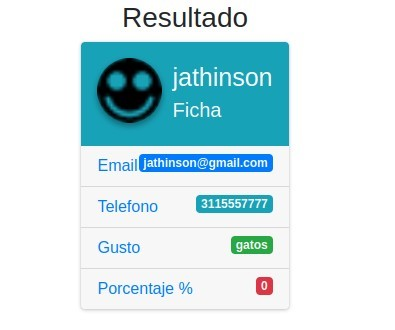 Resultado
jathinson
Ficha
Email jathinson@gmail.com
Telefono 3115557777
Gusto gatos
Porcentaje % 0